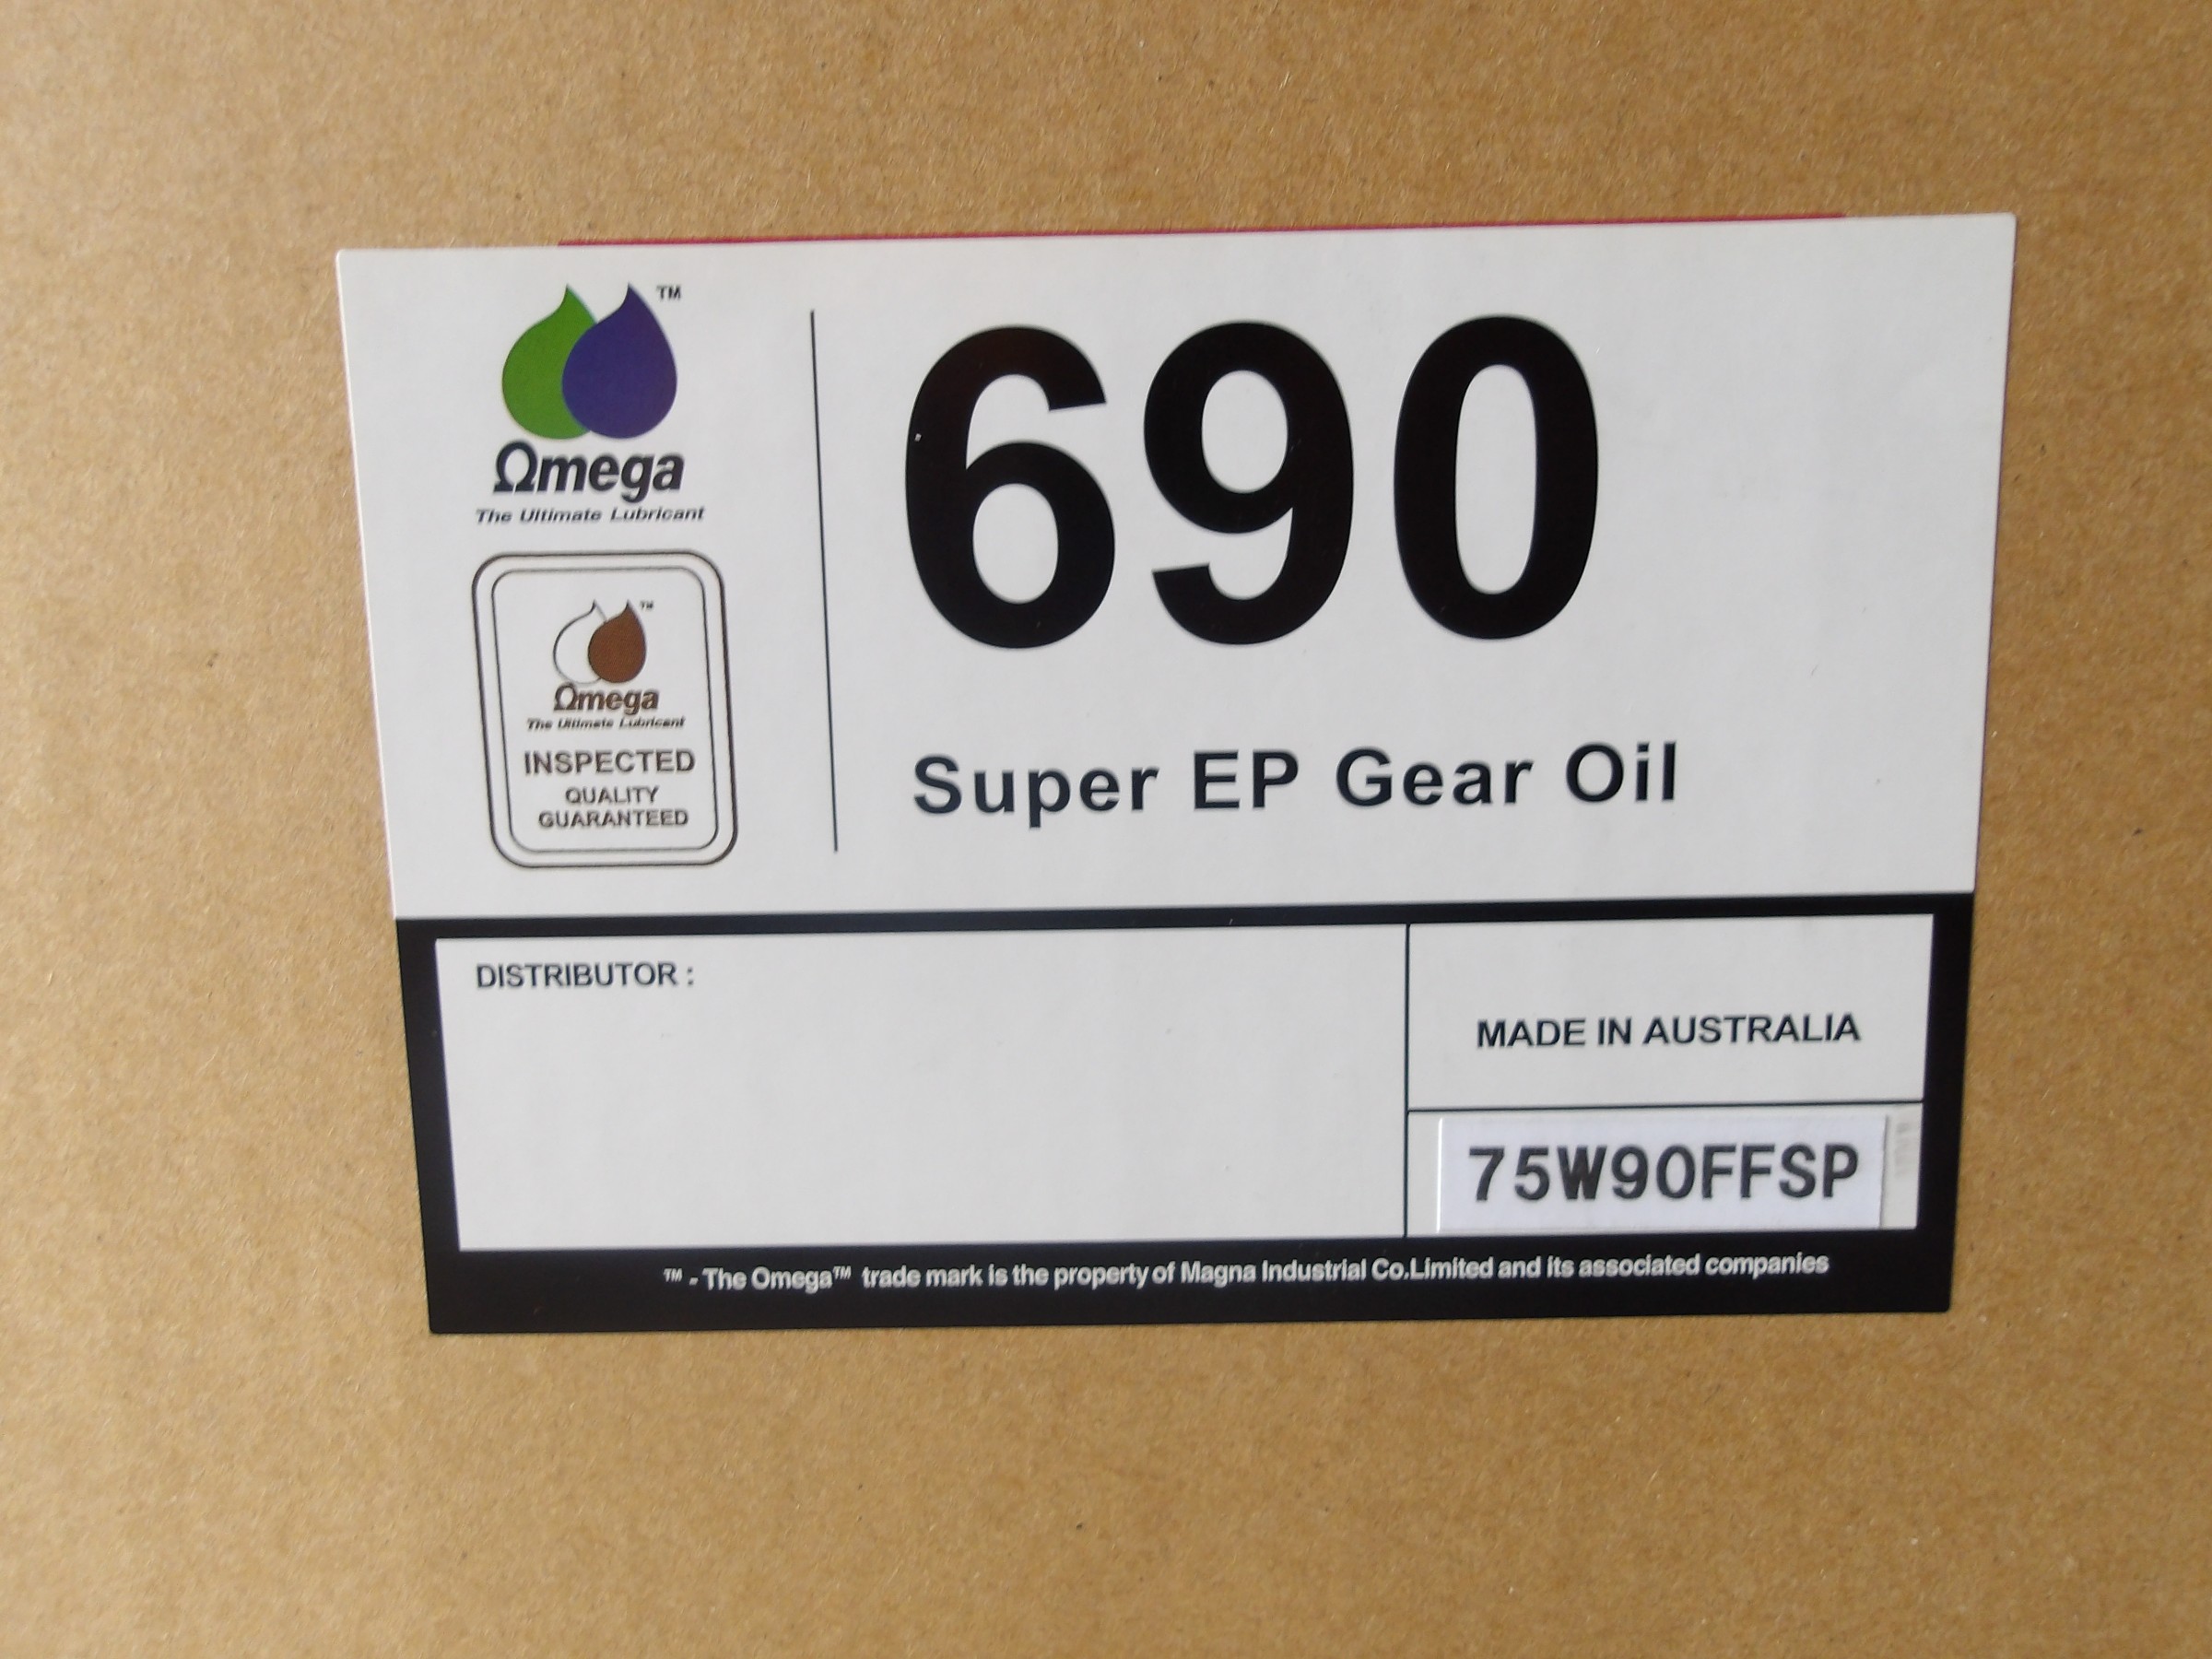 TM
Ωmega
The Ultimate Lubricant
TM
Ωmega
The Ultimate Lubricant
INSPECTED
QUALITY
GUARANTEED
690
Super EP Gear Oil
DISTRIBUTOR :
MADE IN AUSTRALIA
75W90FFSP
™ - The Omega™ trade mark is the property of Magna Industrial Co.Limited and its associated companies